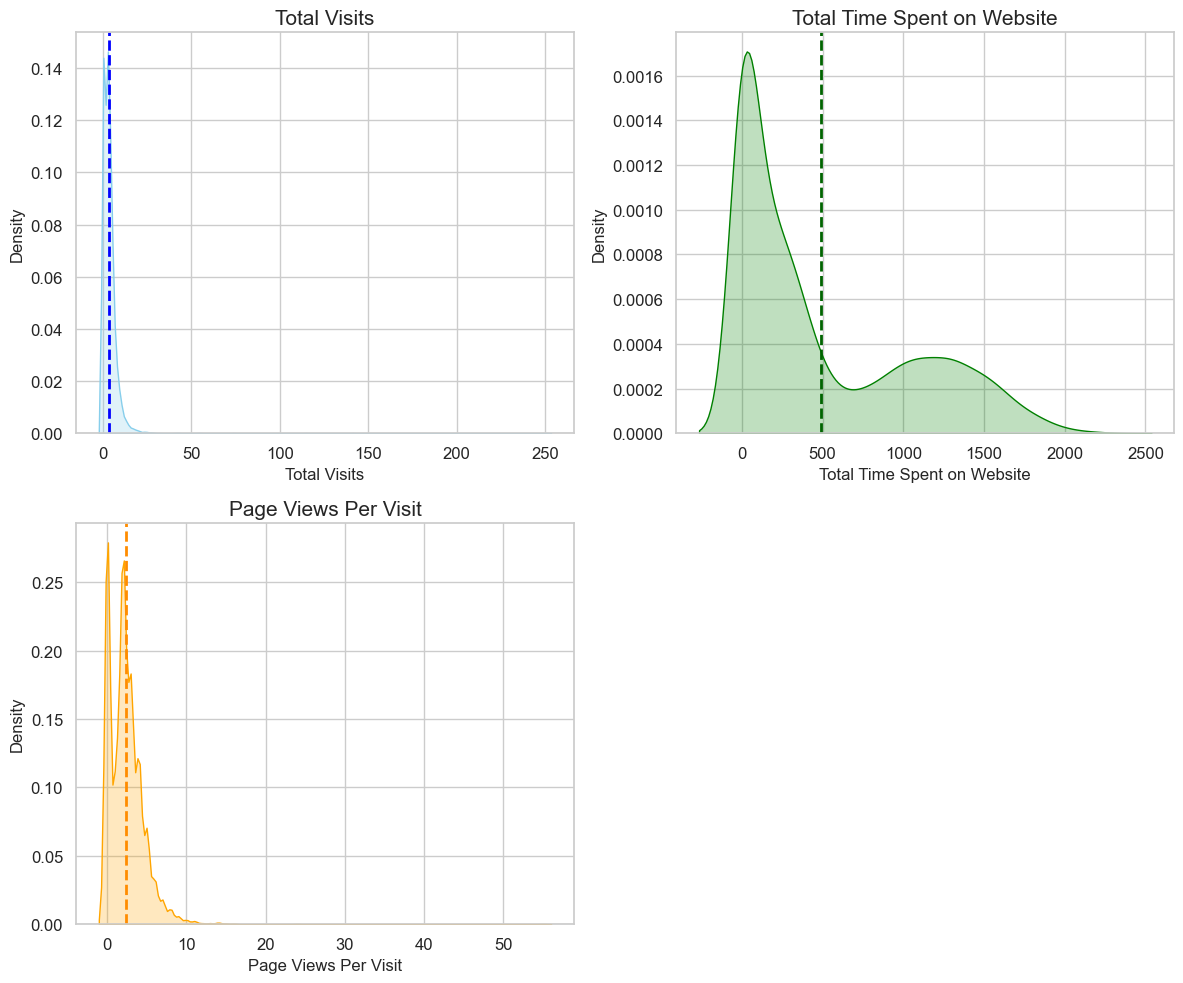 Total Visits
0.14
0.12
0.10
0.08
0.06
0.04
0.02
0.00
Density
0 50 100 150 200 250
Total Visits
Total Time Spent on Website
0.0016
0.0014
0.0012
0.0010
0.0008
0.0006
0.0004
0.0002
0.0000
Density
0 500 1000 1500 2000 2500
Total Time Spent on Website
Page Views Per Visit
0.25
0.20
0.15
0.10
0.05
0.00
Density
0 10 20 30 40 50
Page Views Per Visit